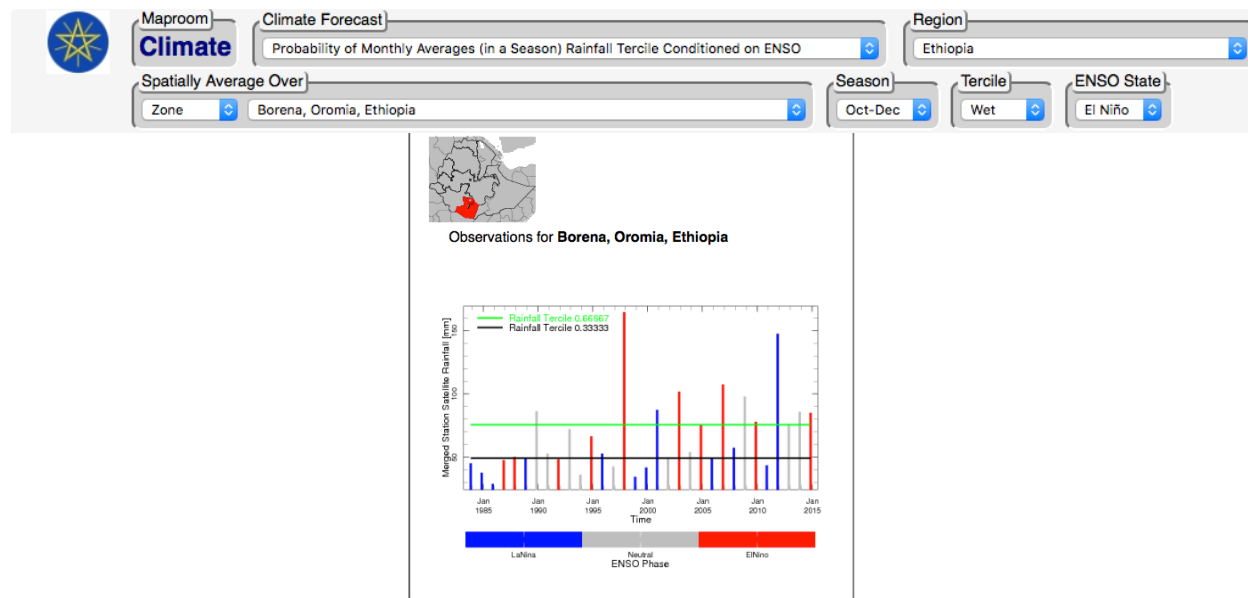 Maproom
Climate
Climate Forecast
Probability of Monthly Averages (in a Season) Rainfall Tercile Conditioned on ENSO
Region
Ethiopia
Spatially Average Over
Zone
Borena, Oromia, Ethiopia
Season
Oct-Dec
Tercile
Wet
ENSO State
El Niño
Observations for Borena, Oromia, Ethiopia
Rainfall Tercile 0.66667
Rainfall Tercile 0.33333
Merged Station Satellite Rainfall [mm]
150
100
50
Jan 1985
Jan 1990
Jan 1995
Jan 2000
Jan 2005
Jan 2010
Jan 2015
Time
LaNina
Neutral
ElNino
ENSO Phase